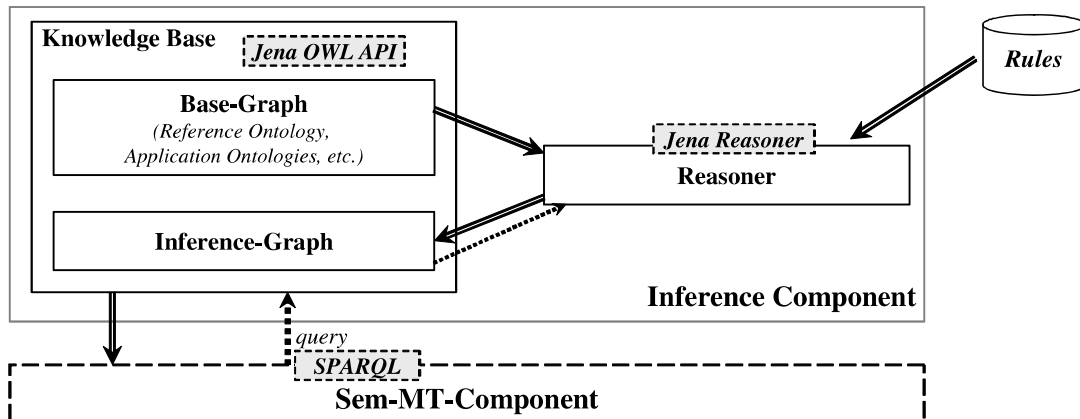 Knowledge Base
Jena OWL API
Rules
Base-Graph
(Reference Ontology,
Application Ontologies, etc.)
Jena Reasoner
Reasoner
Inference-Graph
Inference Component
query
SPARQL
Sem-MT-Component